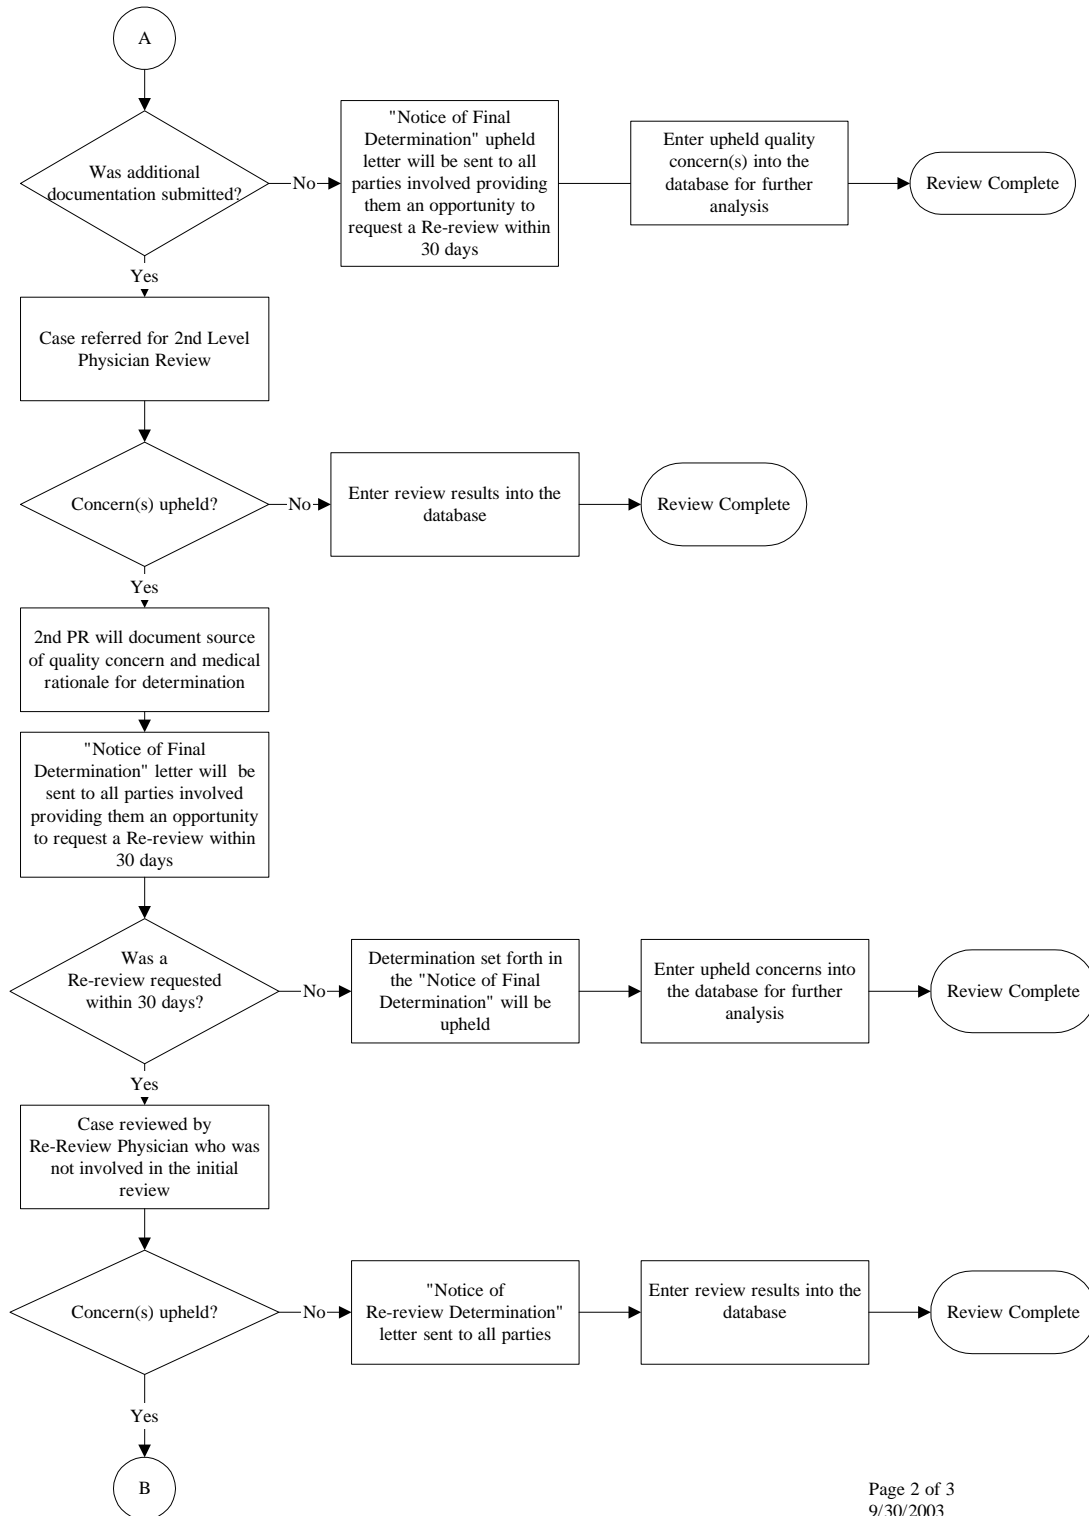 A
Was additional
documentation submitted?
No
"Notice of Final
Determination" upheld
letter will be sent to all
parties involved providing
them an opportunity to
request a Re-review within
30 days
Enter upheld quality
concern(s) into the
database for further
analysis
Review Complete
Yes
Case referred for 2nd Level
Physician Review
Concern(s) upheld?
No
Enter review results into the
database
Review Complete
Yes
2nd PR will document source
of quality concern and medical
rationale for determination
"Notice of Final
Determination" letter will be
sent to all parties involved
providing them an opportunity
to request a Re-review within
30 days
Was a
Re-review requested
within 30 days?
No
Determination set forth in
the "Notice of Final
Determination" will be
upheld
Enter upheld concerns into
the database for further
analysis
Review Complete
Yes
Case reviewed by
Re-Review Physician who was
not involved in the initial
review
Concern(s) upheld?
No
"Notice of
Re-review Determination"
letter sent to all parties
Enter review results into the
database
Review Complete
Yes
B
Page 2 of 3
9/30/2003